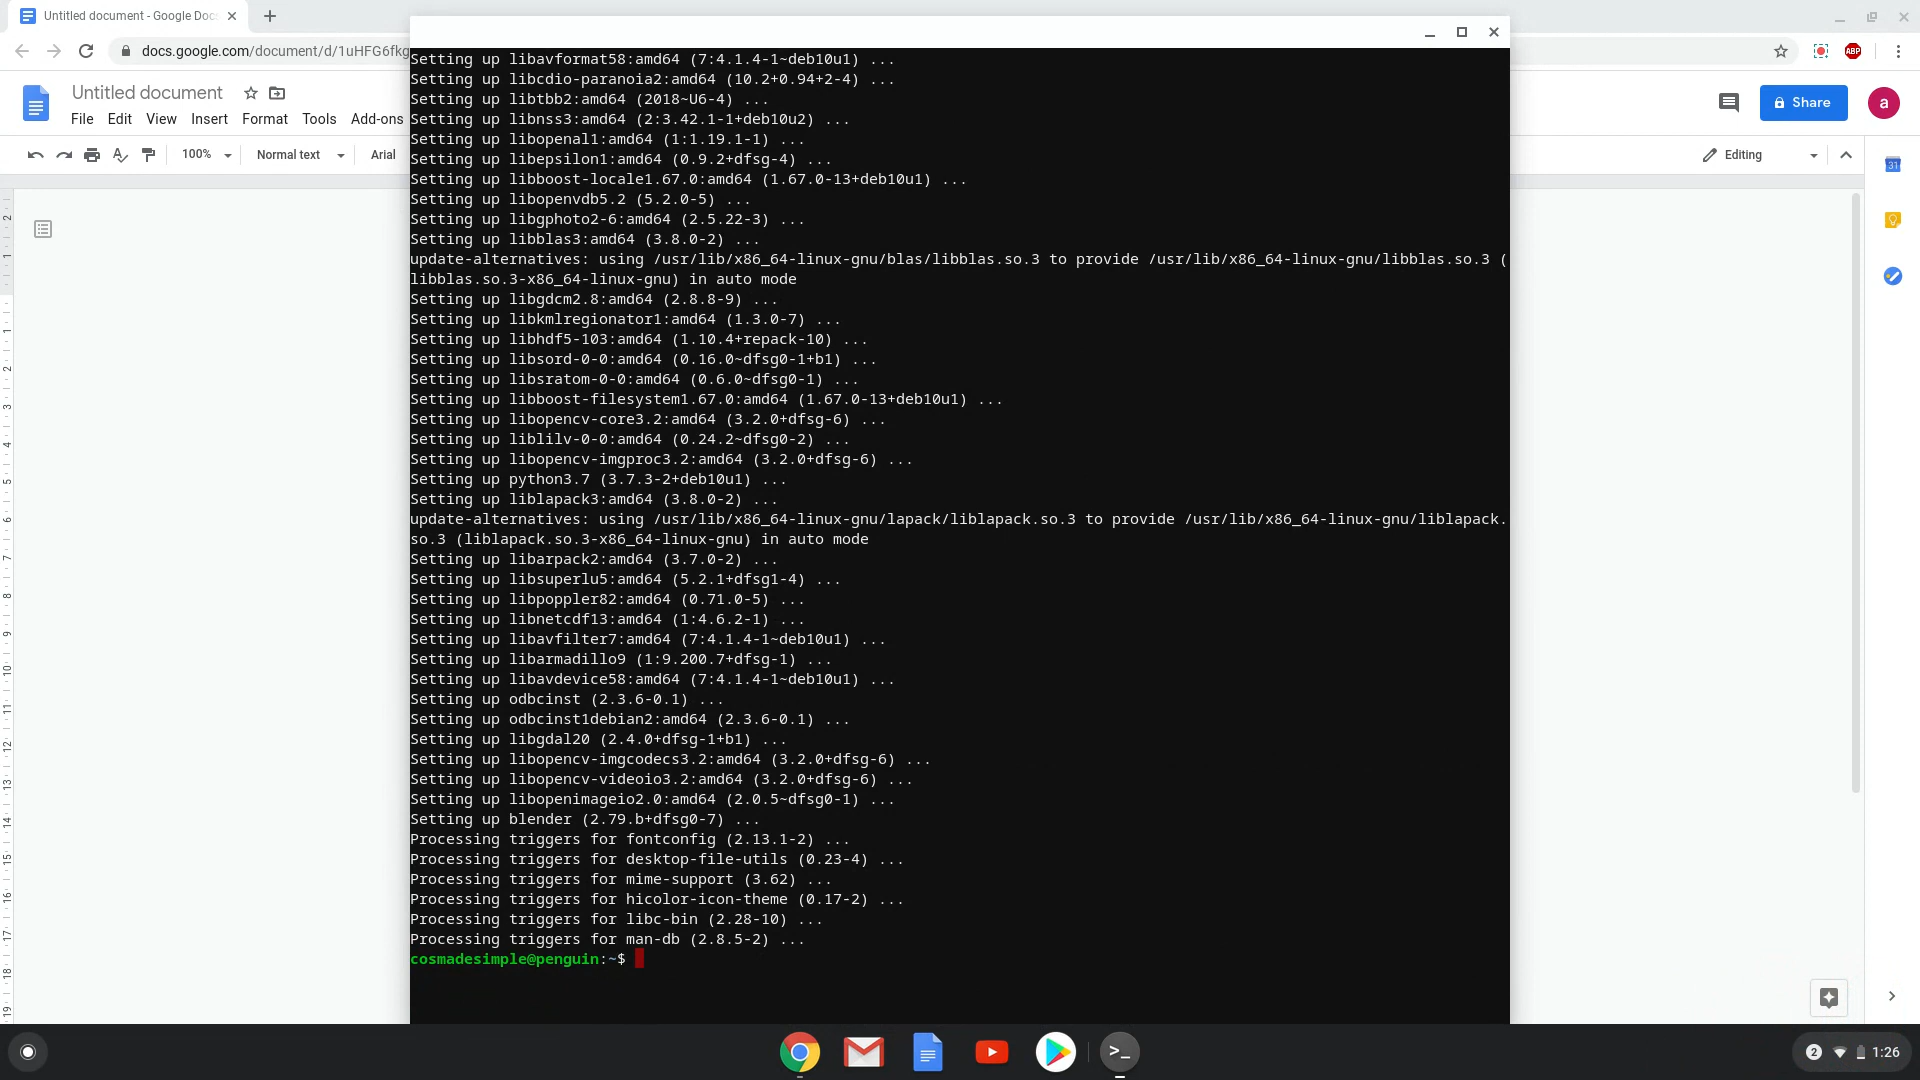 Untitled document - Google Doc
docs.google.com/document/d/1uHFG6fkg
ABP
Untitled document
File Edit View Insert Format Tools Add-ons
Share
a
100% Normal text Arial
Editing
31
2
1
1
2
3
4
5
6
7
8
9
10
11
12
13
14
15
16
17
18
19
Setting up libavformat58:amd64 (7:4.1.4-1~deb10u1) ...
Setting up libcdio-paranoia2:amd64 (10.2+0.94+2-4) ...
Setting up libtbb2:amd64 (2018~U6-4) ...
Setting up libnss3:amd64 (2:3.42.1-1+deb10u2) ...
Setting up libopenal1:amd64 (1:1.19.1-1) ...
Setting up libepsilon1:amd64 (0.9.2+dfsg-4) ...
Setting up libboost-locale1.67.0:amd64 (1.67.0-13+deb10u1) ...
Setting up libopenvdb5.2 (5.2.0-5) ...
Setting up libgphoto2-6:amd64 (2.5.22-3) ...
Setting up libblas3:amd64 (3.8.0-2) ...
update-alternatives: using /usr/lib/x86_64-linux-gnu/blas/libblas.so.3 to provide /usr/lib/x86_64-linux-gnu/libblas.so.3 (
libblas.so.3-x86_64-linux-gnu) in auto mode
Setting up libgdcm2.8:amd64 (2.8.8-9) ...
Setting up libkmlregionator1:amd64 (1.3.0-7) ...
Setting up libhdf5-103:amd64 (1.10.4+repack-10) ...
Setting up libsord-0-0:amd64 (0.16.0~dfsg0-1+b1) ...
Setting up libsratom-0-0:amd64 (0.6.0~dfsg0-1) ...
Setting up libboost-filesystem1.67.0:amd64 (1.67.0-13+deb10u1) ...
Setting up libopencv-core3.2:amd64 (3.2.0+dfsg-6) ...
Setting up liblilv-0-0:amd64 (0.24.2~dfsg0-2) ...
Setting up libopencv-imgproc3.2:amd64 (3.2.0+dfsg-6) ...
Setting up python3.7 (3.7.3-2+deb10u1) ...
Setting up liblapack3:amd64 (3.8.0-2) ...
update-alternatives: using /usr/lib/x86_64-linux-gnu/lapack/liblapack.so.3 to provide /usr/lib/x86_64-linux-gnu/liblapack.
so.3 (liblapack.so.3-x86_64-linux-gnu) in auto mode
Setting up libarpack2:amd64 (3.7.0-2) ...
Setting up libsuperlu5:amd64 (5.2.1+dfsg1-4) ...
Setting up libpoppler82:amd64 (0.71.0-5) ...
Setting up libnetcdf13:amd64 (1:4.6.2-1) ...
Setting up libavfilter7:amd64 (7:4.1.4-1~deb10u1) ...
Setting up libarmadillo9 (1:9.200.7+dfsg-1) ...
Setting up libavdevice58:amd64 (7:4.1.4-1~deb10u1) ...
Setting up odbcinst (2.3.6-0.1) ...
Setting up odbcinst1debian2:amd64 (2.3.6-0.1) ...
Setting up libgdal20 (2.4.0+dfsg-1+b1) ...
Setting up libopencv-imgcodecs3.2:amd64 (3.2.0+dfsg-6) ...
Setting up libopencv-videoio3.2:amd64 (3.2.0+dfsg-6) ...
Setting up libopenimageio2.0:amd64 (2.0.5~dfsg0-1) ...
Setting up blender (2.79.b+dfsg0-7) ...
Processing triggers for fontconfig (2.13.1-2) ...
Processing triggers for desktop-file-utils (0.23-4) ...
Processing triggers for mime-support (3.62) ...
Processing triggers for hicolor-icon-theme (0.17-2) ...
Processing triggers for libc-bin (2.28-10) ...
Processing triggers for man-db (2.8.5-2) ...
cosmadesimple@penguin:~$
>_
2 1:26